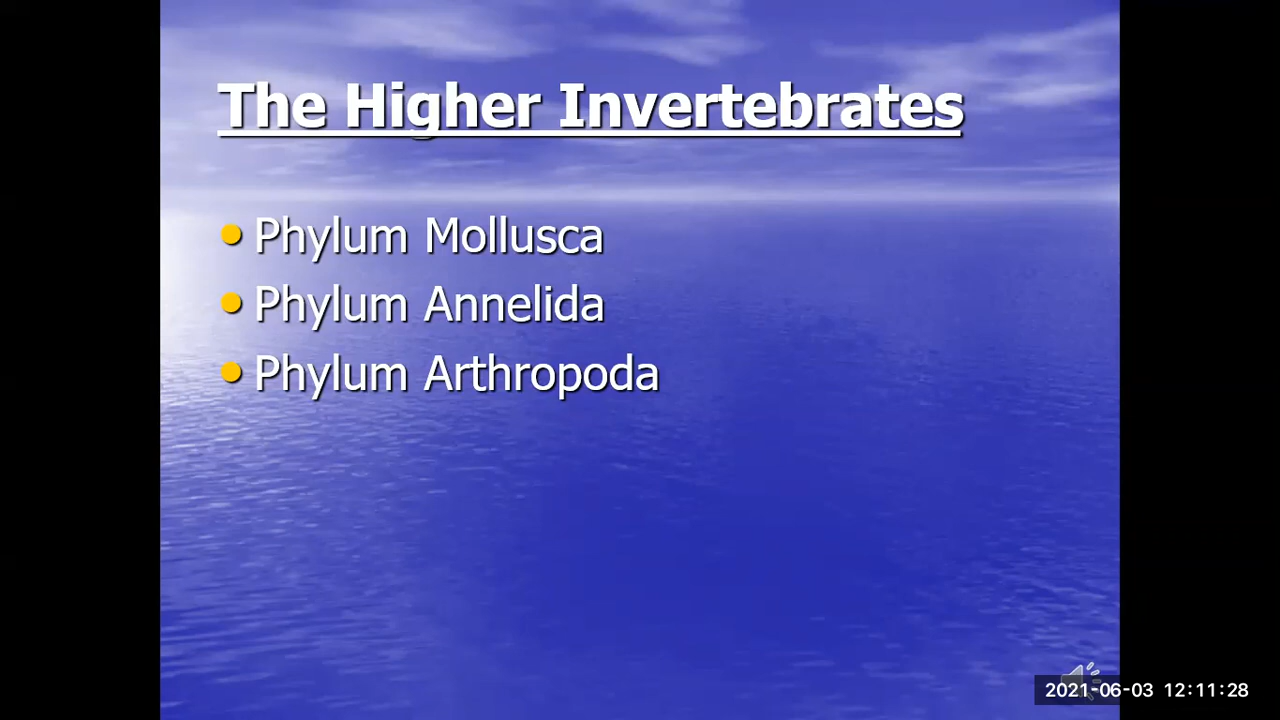 The Higher Invertebrates
• Phylum Mollusca
• Phylum Annelida
• Phylum Arthropoda
2021-06-03 12:11:28